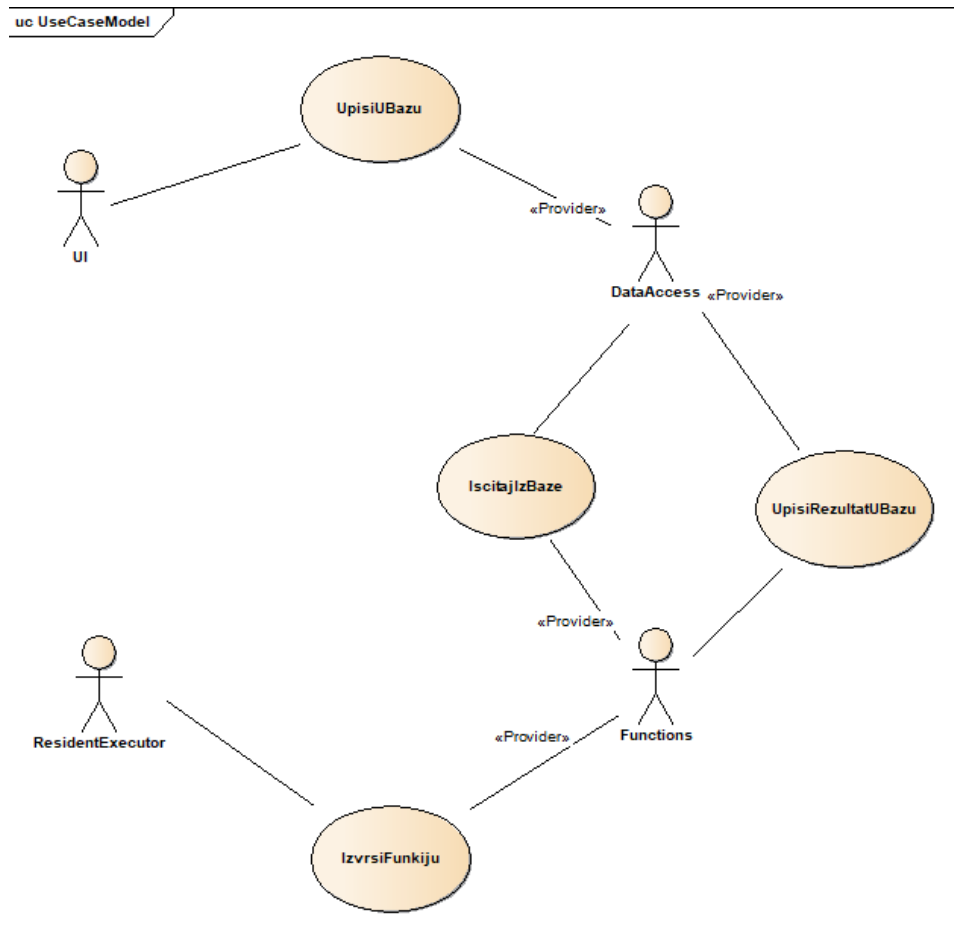 uc UseCaseModel
UpisiUBazu
UI
«Provider»
DataAccess
«Provider»
IscitajIzBaze
UpisiRezultatUBazu
«Provider»
ResidentExecutor
Functions
«Provider»
IzvrsiFunkiju